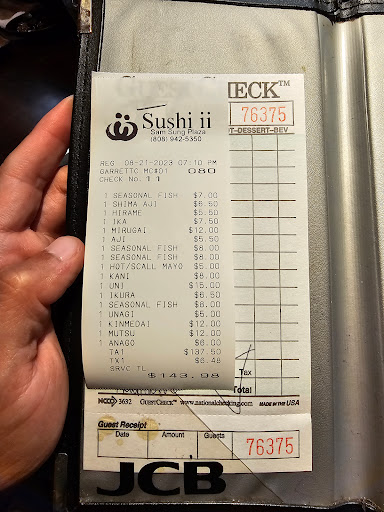 CHECK™
76375
T-DESSERT-BEV
Sushi ii
Sam Sung Plaza
(808) 942-5350
REG 08-21-2023 07:10 PM
GARRETTC MC#01 080
CHECK No.11
1 SEASONAL FISH $7.00
1 SHIMA AJI $6.50
1 HIRAME $5.50
1 IKA $7.50
1 MIRUGAI $12.00
1 AJI $5.50
1 SEASONAL FISH $8.00
1 SEASONAL FISH $8.00
1 HOT/SCALL MAYO $5.00
1 KANI $8.00
1 UNI $15.00
1 IKURA $6.50
1 SEASONAL FISH $8.00
1 UNAGI $5.00
1 KINMEDAI $12.00
1 MUTSU $12.00
1 ANAGO $6.00
TA1 $137.50
TX1 $6.48
SRVC TL
$143.98
Tax
Total
NCCO 3632 GUESTCHECK™ www.nationalchecking.com MADE IN THE USA
Guest Receipt
Date Amount Guests
76375
JCB